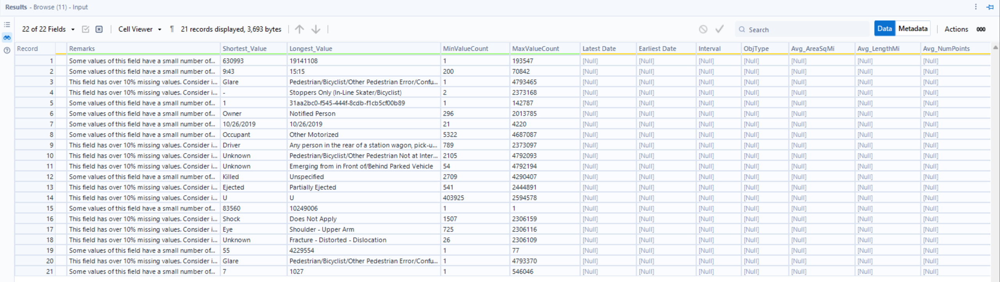 Results - Browse (11) - Input
22 of 22 Fields Cell Viewer ¶ 21 records displayed, 3,693 bytes Search Data Metadata Actions 000
Record Remarks Shortest_Value Longest_Value MinValueCount MaxValueCount Latest Date Earliest Date Interval ObjType Avg_AreaSqMi Avg_LengthMi Avg_NumPoints
1 Some values of this field have a small number of... 630993 19141108 1 193547 [Null] [Null] [Null] [Null] [Null] [Null] [Null]
2 Some values of this field have a small number of... 9:43 15:15 200 70842 [Null] [Null] [Null] [Null] [Null] [Null] [Null]
3 This field has over 10% missing values. Consider i... Glare Pedestrian/Bicyclist/Other Pedestrian Error/Confu... 1 4793465 [Null] [Null] [Null] [Null] [Null] [Null] [Null]
4 This field has over 10% missing values. Consider i... - Stoppers Only (In-Line Skater/Bicyclist) 2 2373168 [Null] [Null] [Null] [Null] [Null] [Null] [Null]
5 Some values of this field have a small number of... 1 31aa2bc0-f545-444f-8cdb-f1cb5cf00b89 1 142787 [Null] [Null] [Null] [Null] [Null] [Null] [Null]
6 Some values of this field have a small number of... Owner Notified Person 296 2013785 [Null] [Null] [Null] [Null] [Null] [Null] [Null]
7 Some values of this field have a small number of... 10/26/2019 10/26/2019 21 4220 [Null] [Null] [Null] [Null] [Null] [Null] [Null]
8 Some values of this field have a small number of... Occupant Other Motorized 5322 4687087 [Null] [Null] [Null] [Null] [Null] [Null] [Null]
9 This field has over 10% missing values. Consider i... Driver Any person in the rear of a station wagon, pick-u... 789 2373097 [Null] [Null] [Null] [Null] [Null] [Null] [Null]
10 This field has over 10% missing values. Consider i... Unknown Pedestrian/Bicyclist/Other Pedestrian Not at Inter... 2105 4792093 [Null] [Null] [Null] [Null] [Null] [Null] [Null]
11 This field has over 10% missing values. Consider i... Unknown Emerging from in Front of/Behind Parked Vehicle 54 4792194 [Null] [Null] [Null] [Null] [Null] [Null] [Null]
12 Some values of this field have a small number of... Killed Unspecified 2709 4290407 [Null] [Null] [Null] [Null] [Null] [Null] [Null]
13 This field has over 10% missing values. Consider i... Ejected Partially Ejected 541 2444891 [Null] [Null] [Null] [Null] [Null] [Null] [Null]
14 This field has over 10% missing values. Consider i... U U 403925 2594578 [Null] [Null] [Null] [Null] [Null] [Null] [Null]
15 Some values of this field have a small number of... 83560 10249006 1 1 [Null] [Null] [Null] [Null] [Null] [Null] [Null]
16 This field has over 10% missing values. Consider i... Shock Does Not Apply 1507 2306159 [Null] [Null] [Null] [Null] [Null] [Null] [Null]
17 This field has over 10% missing values. Consider i... Eye Shoulder - Upper Arm 725 2306116 [Null] [Null] [Null] [Null] [Null] [Null] [Null]
18 This field has over 10% missing values. Consider i... Unknown Fracture - Distorted - Dislocation 26 2306109 [Null] [Null] [Null] [Null] [Null] [Null] [Null]
19 Some values of this field have a small number of... 55 4229554 1 77 [Null] [Null] [Null] [Null] [Null] [Null] [Null]
20 This field has over 10% missing values. Consider i... Glare Pedestrian/Bicyclist/Other Pedestrian Error/Confu... 1 4793370 [Null] [Null] [Null] [Null] [Null] [Null] [Null]
21 Some values of this field have a small number of... 7 1027 1 546046 [Null] [Null] [Null] [Null] [Null] [Null] [Null]